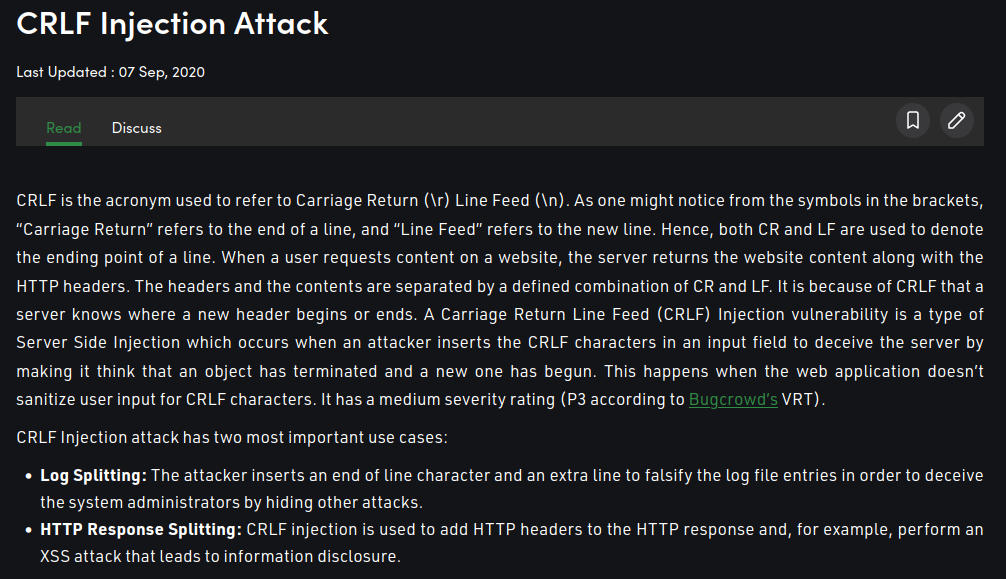 CRLF Injection Attack
Last Updated : 07 Sep, 2020
Read Discuss
CRLF is the acronym used to refer to Carriage Return (\r) Line Feed (\n). As one might notice from the symbols in the brackets,
“Carriage Return” refers to the end of a line, and “Line Feed” refers to the new line. Hence, both CR and LF are used to denote
the ending point of a line. When a user requests content on a website, the server returns the website content along with the
HTTP headers. The headers and the contents are separated by a defined combination of CR and LF. It is because of CRLF that a
server knows where a new header begins or ends. A Carriage Return Line Feed (CRLF) Injection vulnerability is a type of
Server Side Injection which occurs when an attacker inserts the CRLF characters in an input field to deceive the server by
making it think that an object has terminated and a new one has begun. This happens when the web application doesn’t
sanitize user input for CRLF characters. It has a medium severity rating (P3 according to Bugcrowd’s VRT).
CRLF Injection attack has two most important use cases:
• Log Splitting: The attacker inserts an end of line character and an extra line to falsify the log file entries in order to deceive
the system administrators by hiding other attacks.
• HTTP Response Splitting: CRLF injection is used to add HTTP headers to the HTTP response and, for example, perform an
XSS attack that leads to information disclosure.